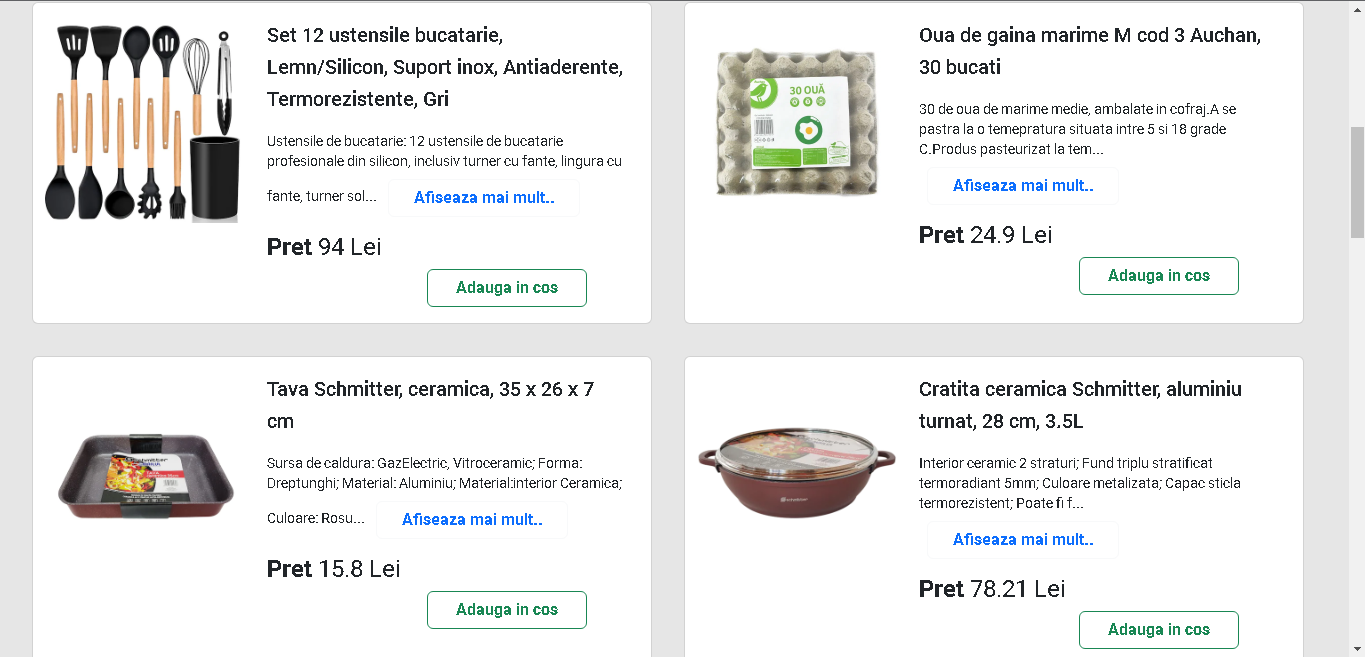 Set 12 ustensile bucatarie,
Lemn/Silicon, Suport inox, Antiaderente,
Termorezistente, Gri
Ustensile de bucatarie: 12 ustensile de bucatarie
profesionale din silicon, inclusiv turner cu fante, lingura cu
fante, turner sol... Afiseaza mai mult..
Pret 94 Lei
Adauga in cos
30 OUĂ
Oua de gaina marime M cod 3 Auchan,
30 bucati
30 de oua de marime medie, ambalate in cofraj.A se
pastra la o temepratura situata intre 5 si 18 grade
C.Produs pasteurizat la tem...
Afiseaza mai mult..
Pret 24.9 Lei
Adauga in cos
Tava Schmitter, ceramica, 35 x 26 x 7
cm
Sursa de caldura: GazElectric, Vitroceramic; Forma:
Dreptunghi; Material: Aluminiu; Material:interior Ceramica;
Culoare: Rosu... Afiseaza mai mult..
Pret 15.8 Lei
Adauga in cos
Cratita ceramica Schmitter, aluminiu
turnat, 28 cm, 3.5L
Interior ceramic 2 straturi; Fund triplu stratificat
termoradiant 5mm; Culoare metalizata; Capac sticla
termorezistent; Poate fi f...
Afiseaza mai mult..
Pret 78.21 Lei
Adauga in cos